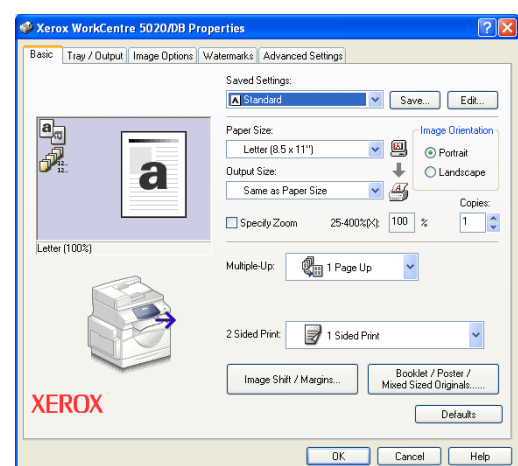 Xerox WorkCentre 5020/DB Properties
Basic Tray / Output Image Options Watermarks Advanced Settings
Saved Settings:
A Standard Save... Edit...
Paper Size: Image Orientation
Letter (8.5 x 11") Portrait
Output Size: Landscape
Same as Paper Size
Copies:
Specify Zoom 25-400%(X): 100 % 1
a
a
12..
12..
a
Letter (100%)
Multiple-Up: 1 Page Up
2 Sided Print: 1 Sided Print
Image Shift / Margins... Booklet / Poster /
Mixed Sized Originals......
XEROX
Defaults
OK Cancel Help